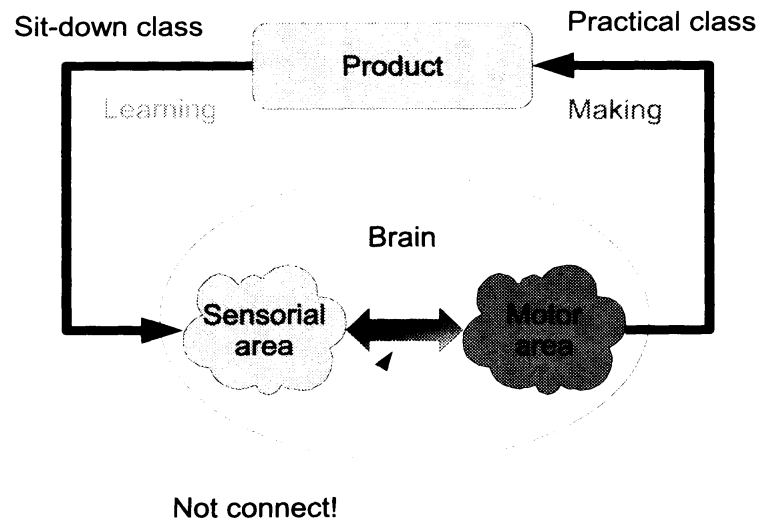 Sit-down class
Practical class
Product
Learning
Making
Brain
Sensorial
area
Motor
area
Not connect!